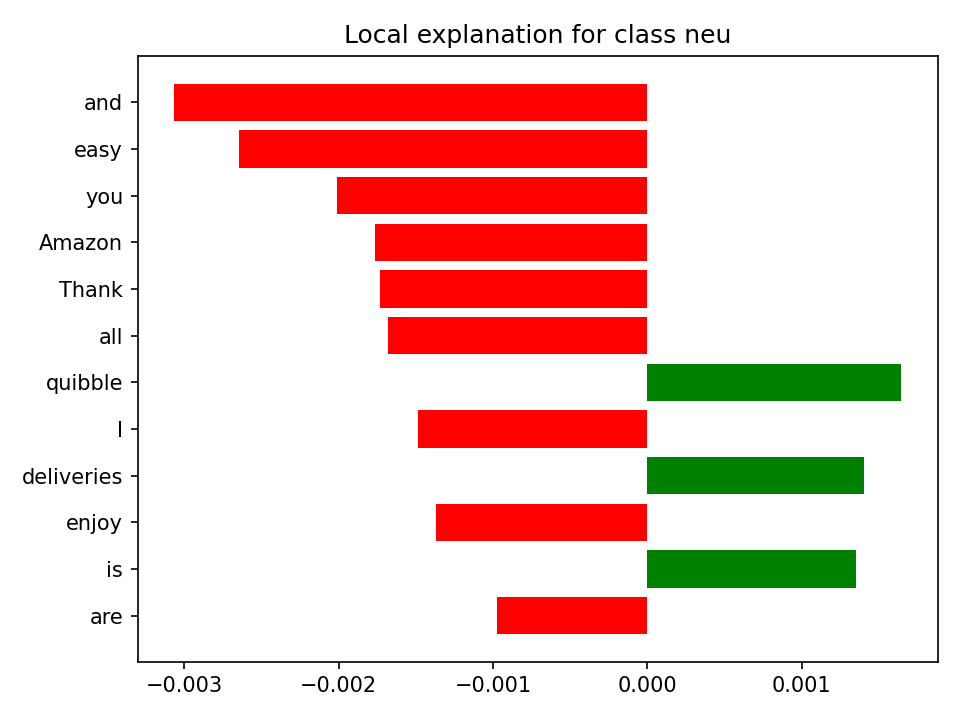 Local explanation for class neu
and
easy
you
Amazon
Thank
all
quibble
I
deliveries
enjoy
is
are
−0.003 −0.002 −0.001 0.000 0.001